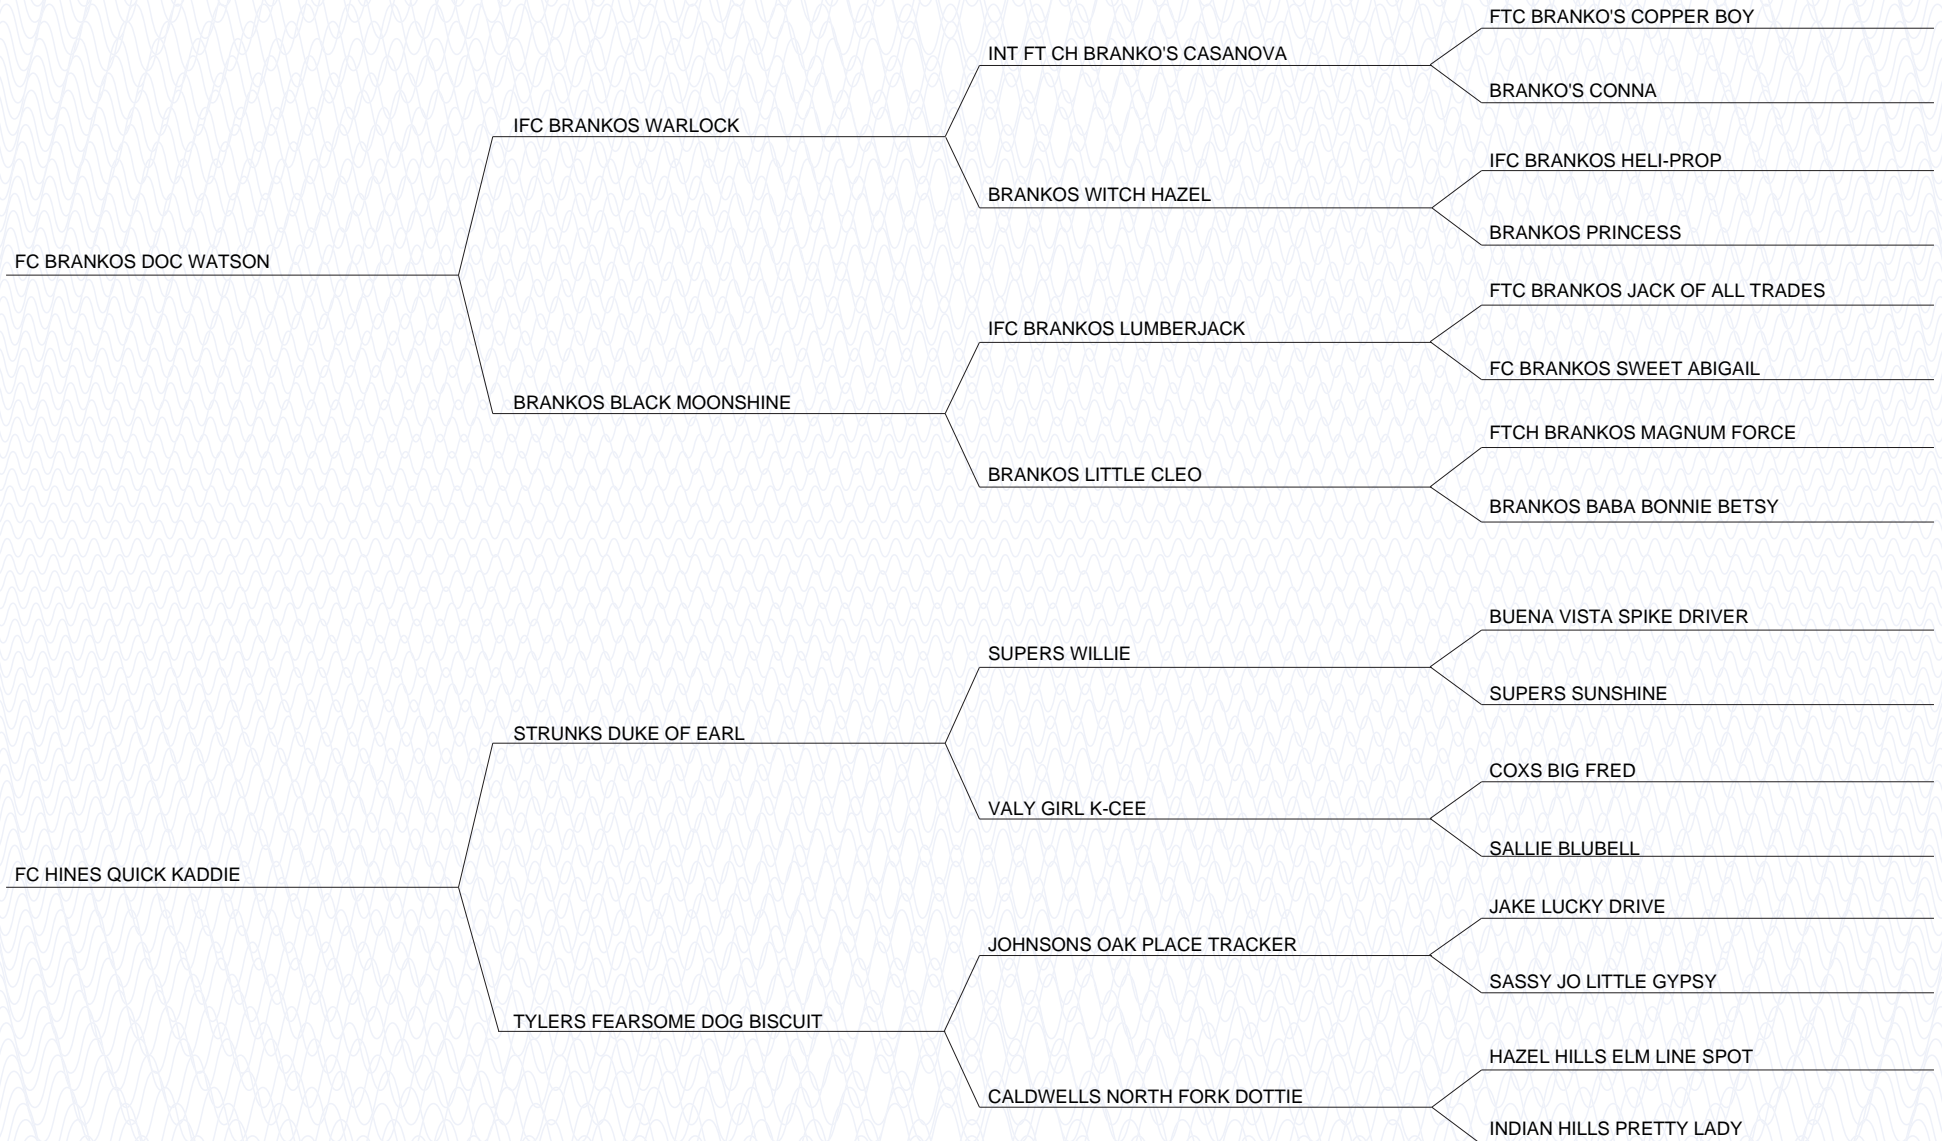 FTC BRANKO'S COPPER BOY
INT FT CH BRANKO'S CASANOVA
BRANKO'S CONNA
IFC BRANKOS WARLOCK
IFC BRANKOS HELI-PROP
BRANKOS WITCH HAZEL
BRANKOS PRINCESS
FC BRANKOS DOC WATSON
FTC BRANKOS JACK OF ALL TRADES
IFC BRANKOS LUMBERJACK
FC BRANKOS SWEET ABIGAIL
BRANKOS BLACK MOONSHINE
FTCH BRANKOS MAGNUM FORCE
BRANKOS LITTLE CLEO
BRANKOS BABA BONNIE BETSY
BUENA VISTA SPIKE DRIVER
SUPERS WILLIE
SUPERS SUNSHINE
STRUNKS DUKE OF EARL
COXS BIG FRED
VALY GIRL K-CEE
SALLIE BLUBELL
FC HINES QUICK KADDIE
JAKE LUCKY DRIVE
JOHNSONS OAK PLACE TRACKER
SASSY JO LITTLE GYPSY
TYLERS FEARSOME DOG BISCUIT
HAZEL HILLS ELM LINE SPOT
CALDWELLS NORTH FORK DOTTIE
INDIAN HILLS PRETTY LADY